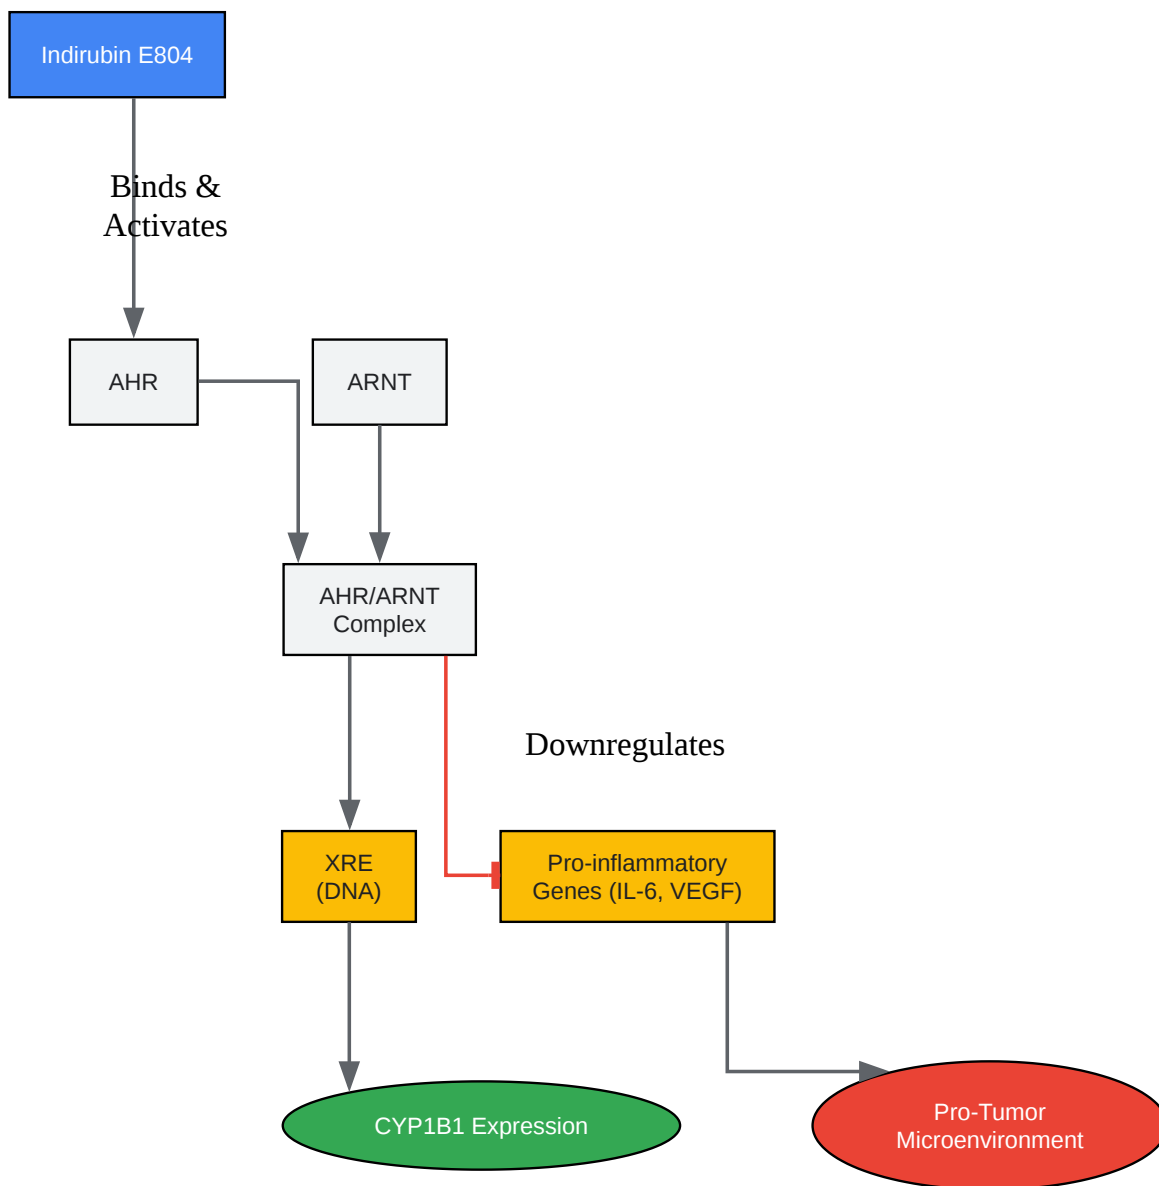 Indirubin E804
Binds &
Activates
AHR
ARNT
AHR/ARNT
Complex
Downregulates
XRE
(DNA)
Pro-inflammatory
Genes (IL-6, VEGF)
CYP1B1 Expression
Pro-Tumor
Microenvironment